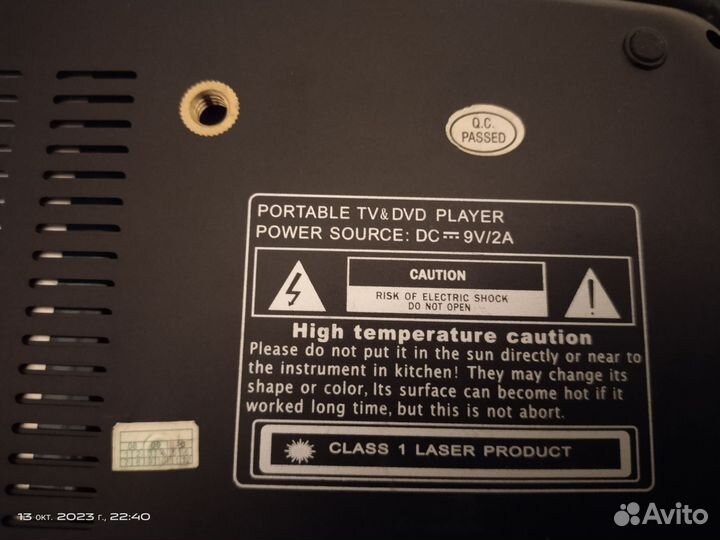 Q.C.
PASSED
PORTABLE TV & DVD PLAYER
POWER SOURCE: DC 9V/2A
CAUTION
RISK OF ELECTRIC SHOCK
DO NOT OPEN
High temperature caution
Please do not put it in the sun directly or near to
the instrument in kitchen! They may change its
shape or color, Its surface can become hot if it
worked long time, but this is not abort.
CLASS 1 LASER PRODUCT
13 окт. 2023 г., 22:40
Avito